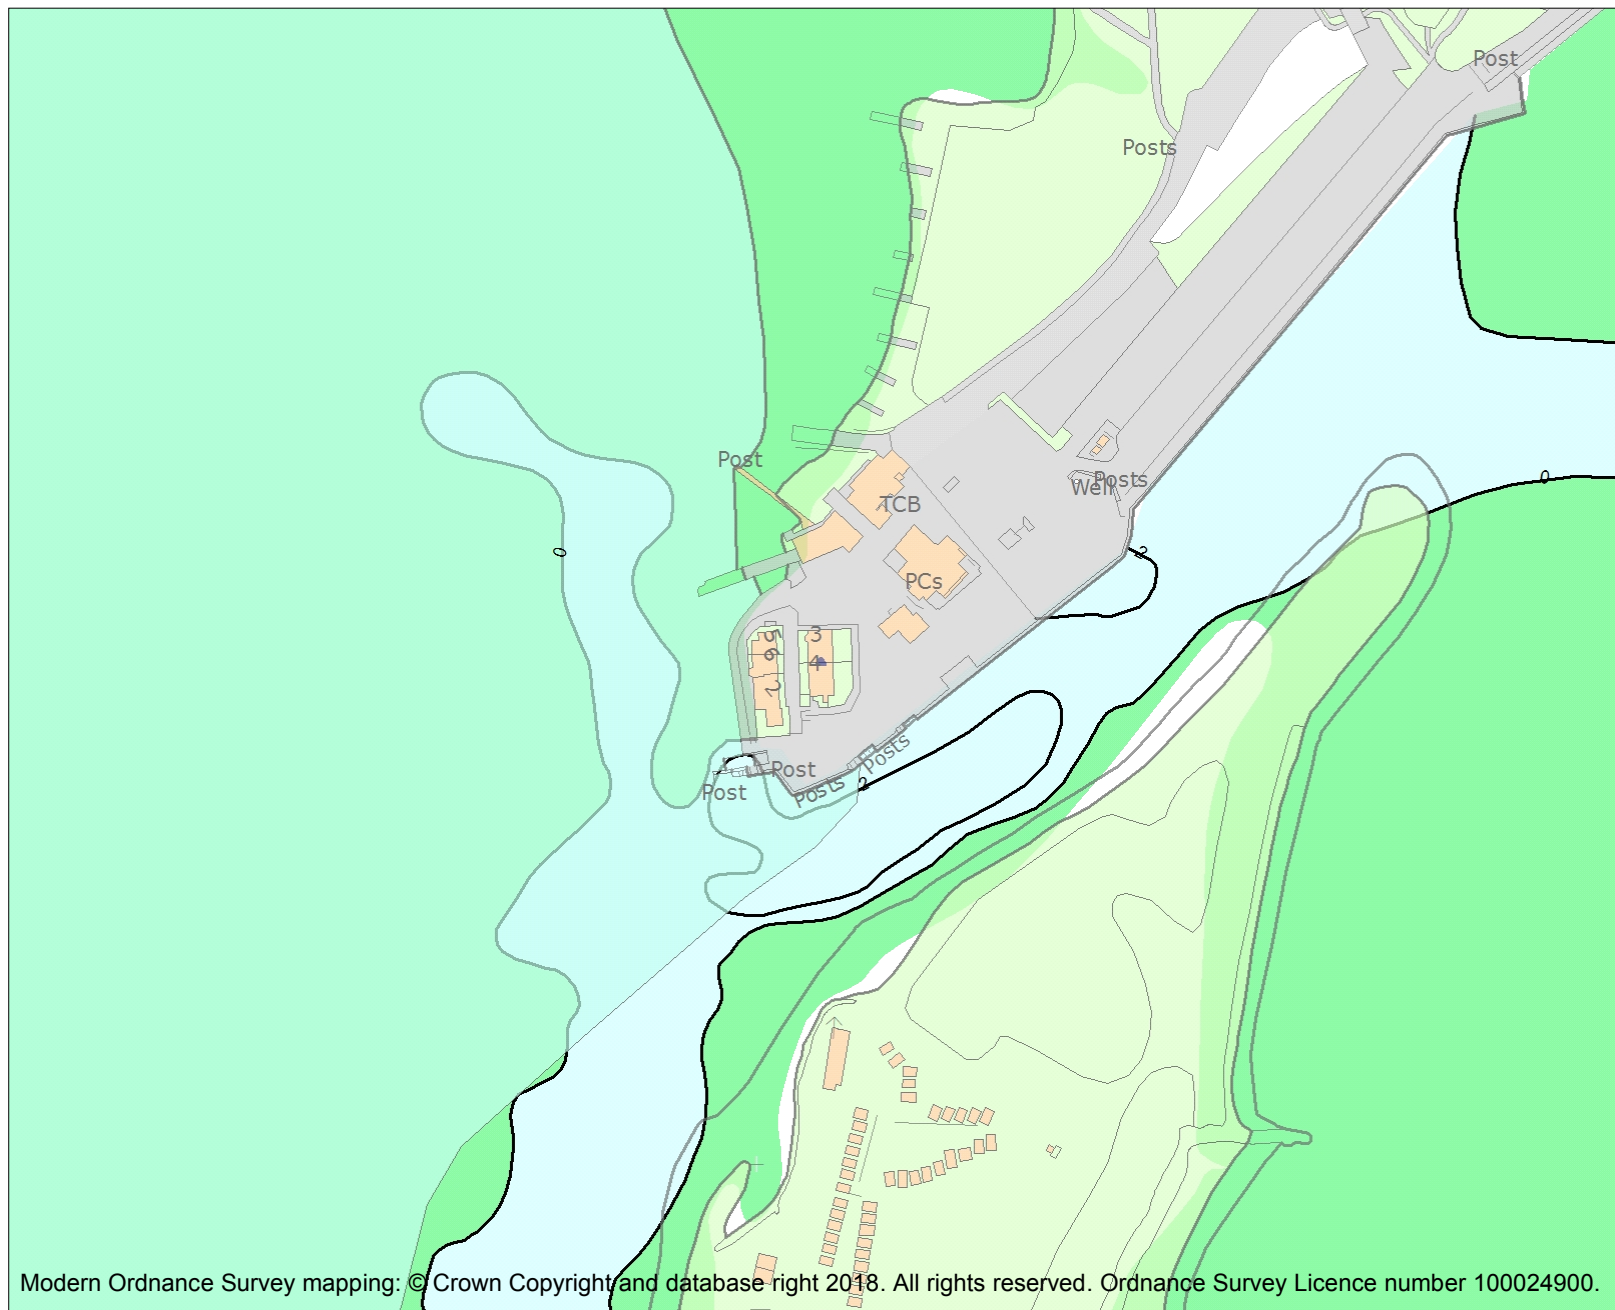 Post
Posts
Post
TCB
Well
Posts
0
0
2
PCs
5
6
7
3
4
Post
Post
Posts
Posts
2
Modern Ordnance Survey mapping: © Crown Copyright and database right 2018. All rights reserved. Ordnance Survey Licence number 100024900.